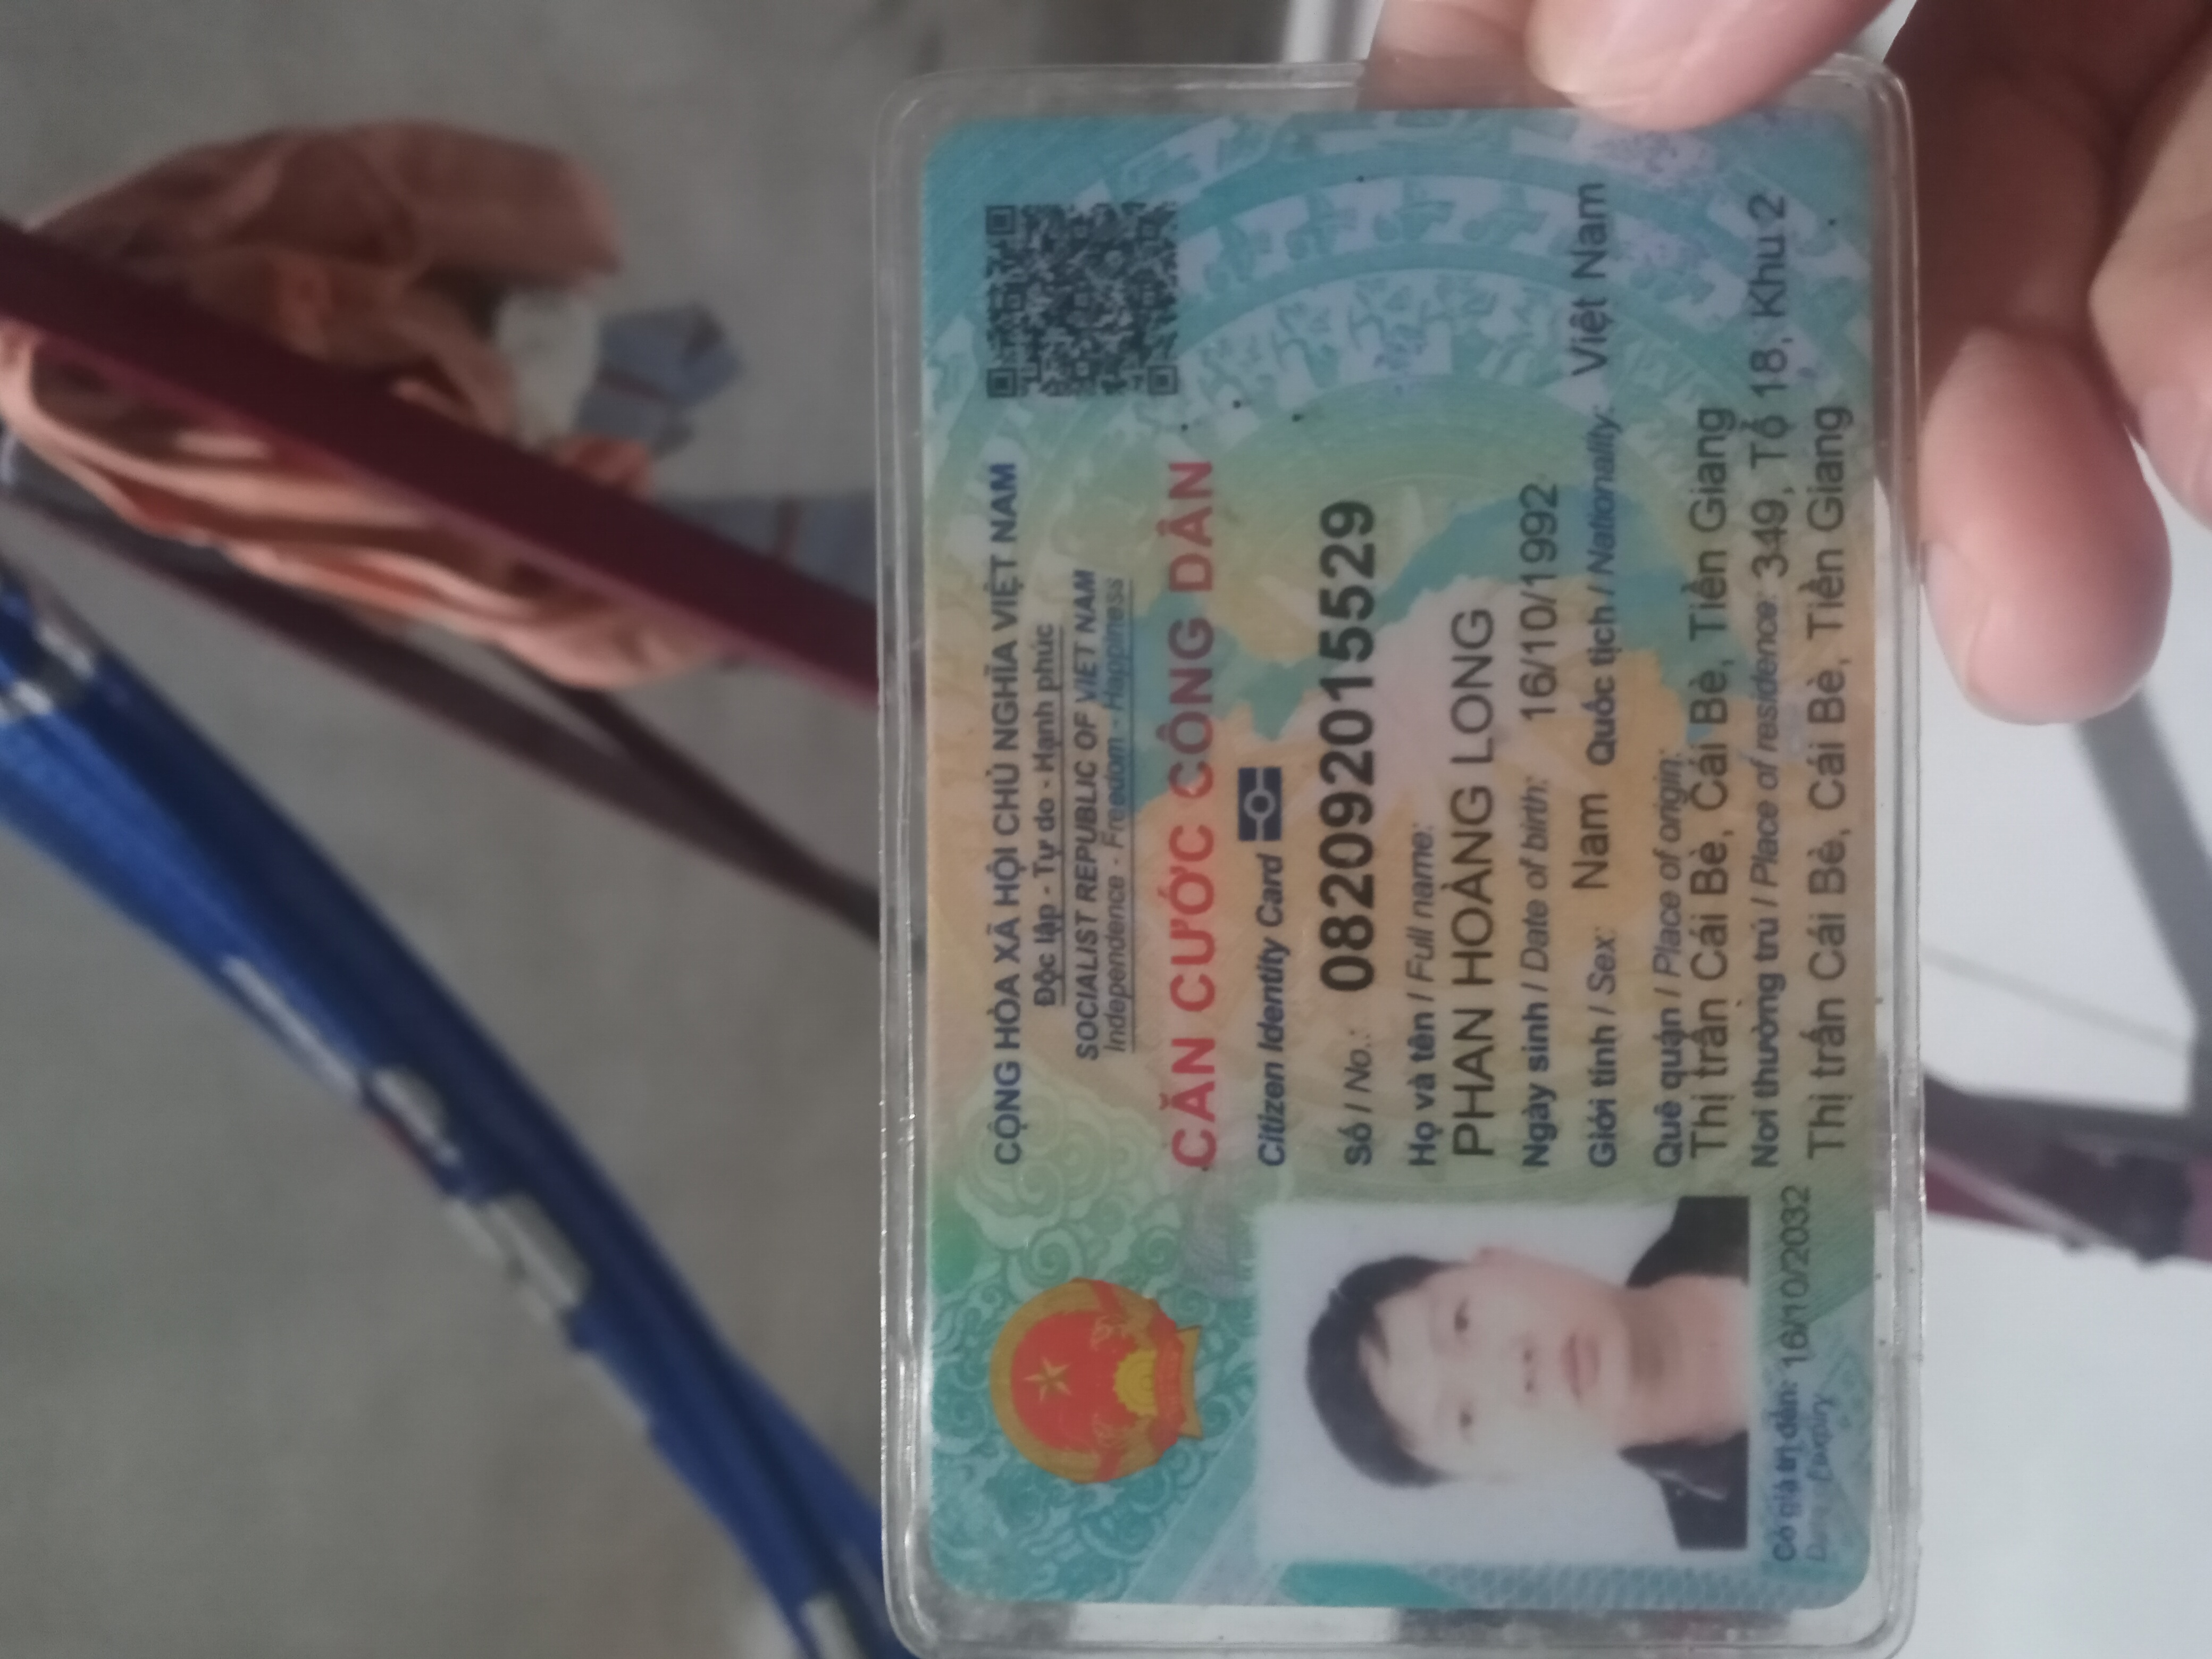 CỘNG HÒA XÃ HỘI CHỦ NGHĨA VIỆT NAM
Độc lập - Tự do - Hạnh phúc
SOCIALIST REPUBLIC OF VIET NAM
Independence - Freedom - Happiness
CĂN CƯỚC CÔNG DÂN
Citizen Identity Card
Số / No.: 082092015529
Họ và tên / Full name:
PHAN HOÀNG LONG
Ngày sinh / Date of birth: 16/10/1992
Giới tính / Sex: Nam Quốc tịch / Nationality: Việt Nam
Quê quán / Place of origin:
Thị trấn Cái Bè, Cái Bè, Tiền Giang
Nơi thường trú / Place of residence: 349, Tổ 18, Khu 2
Thị trấn Cái Bè, Cái Bè, Tiền Giang
Có giá trị đến: 16/10/2032
Date of expiry